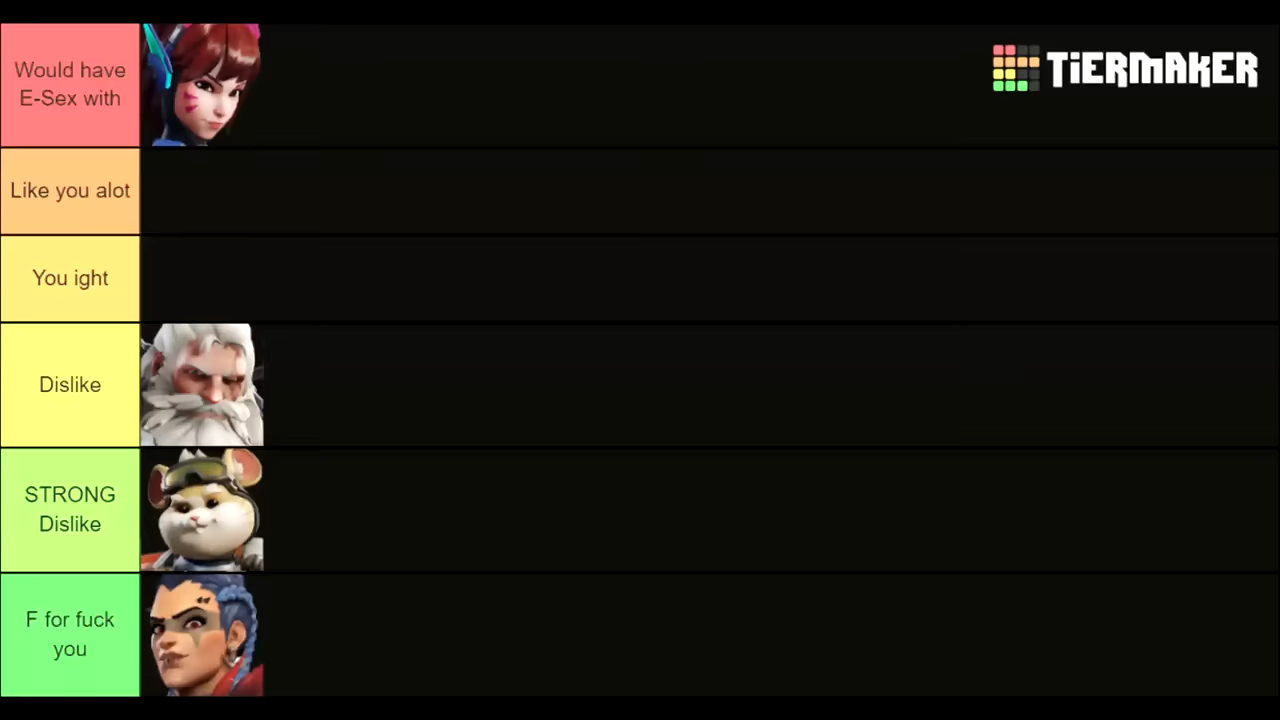 Would have
E-Sex with
TiERMAKER
Like you alot
You ight
Dislike
STRONG
Dislike
F for fuck
you